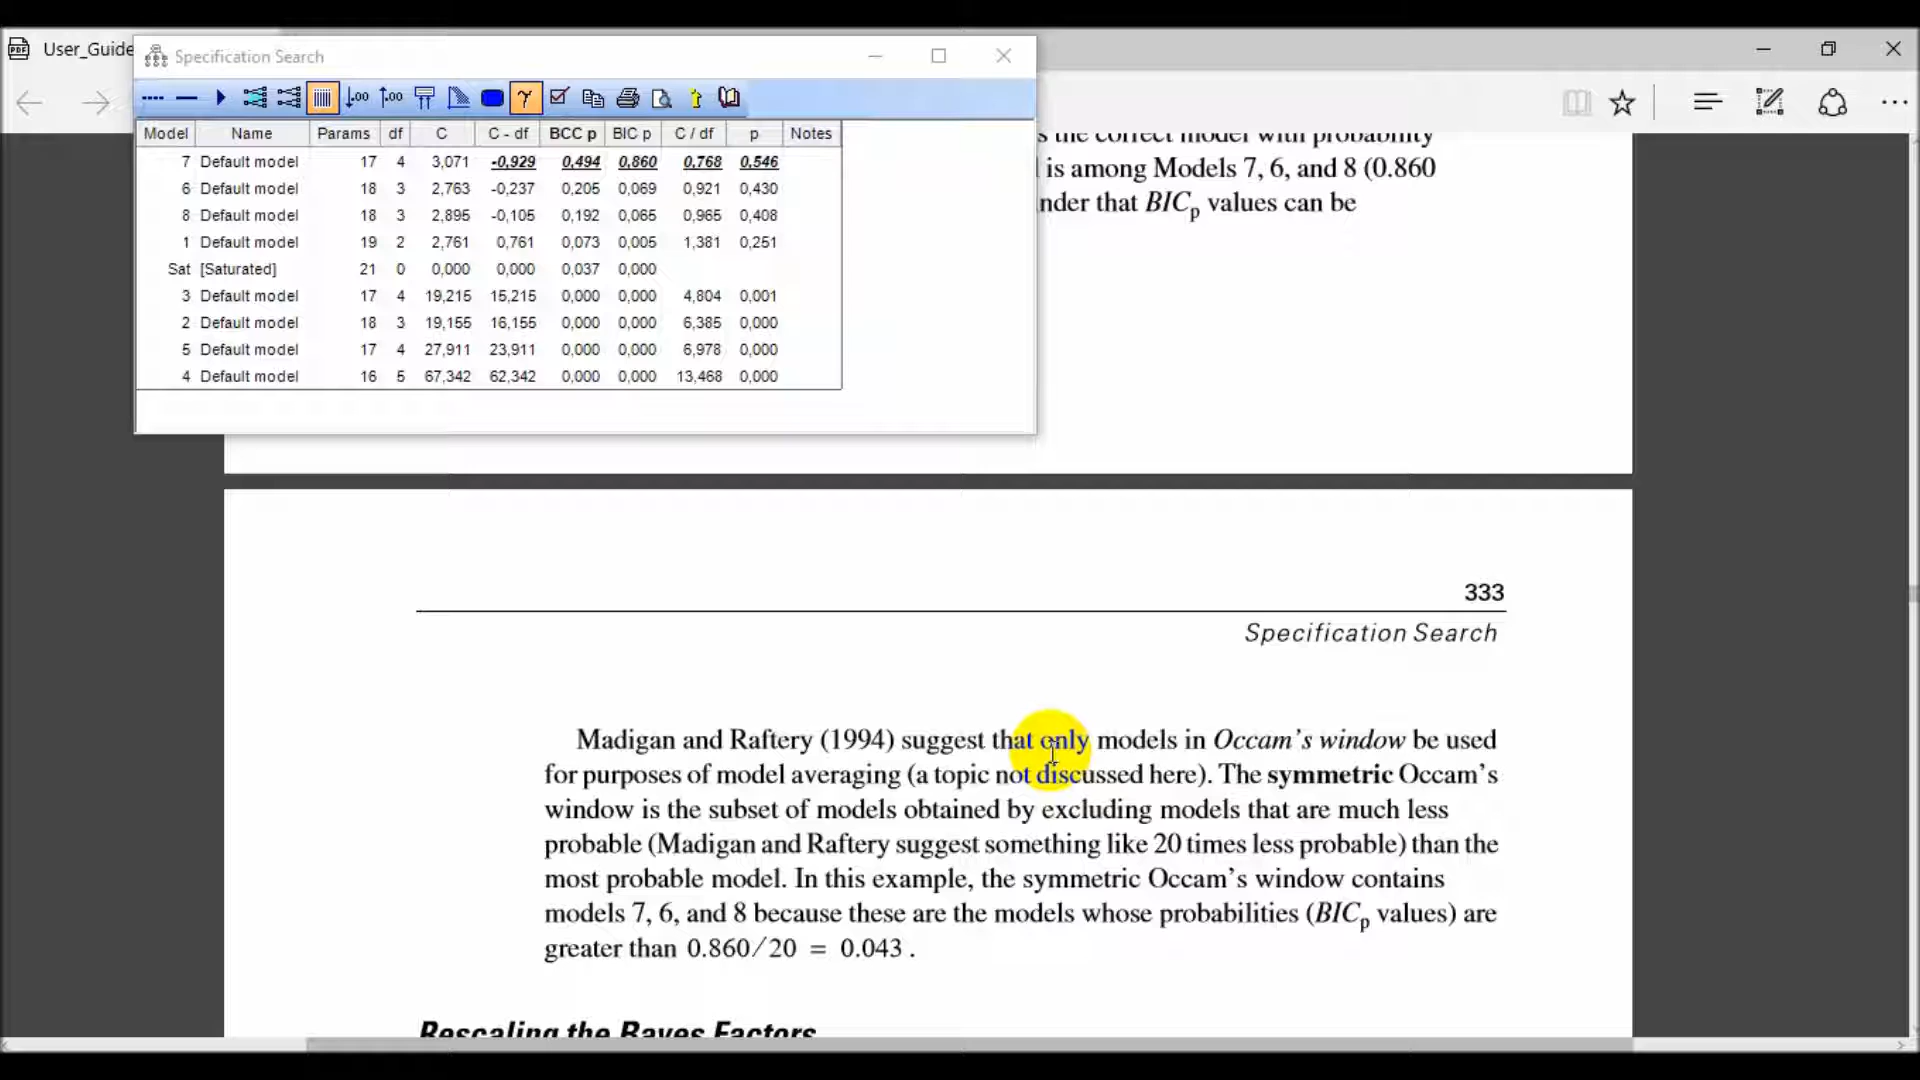 User_Guide
Specification Search
.00 .00
Model Name Params df C C - df BCC p BIC p C / df p Notes
7 Default model 17 4 3,071 -0,929 0,494 0,860 0,768 0,546
6 Default model 18 3 2,763 -0,237 0,205 0,069 0,921 0,430
8 Default model 18 3 2,895 -0,105 0,192 0,065 0,965 0,408
1 Default model 19 2 2,761 0,761 0,073 0,005 1,381 0,251
Sat [Saturated] 21 0 0,000 0,000 0,037 0,000
3 Default model 17 4 19,215 15,215 0,000 0,000 4,804 0,001
2 Default model 18 3 19,155 16,155 0,000 0,000 6,385 0,000
5 Default model 17 4 27,911 23,911 0,000 0,000 6,978 0,000
4 Default model 16 5 67,342 62,342 0,000 0,000 13,468 0,000
s the correct model with probability
is among Models 7, 6, and 8 (0.860
nder that BICp values can be
333
Specification Search
Madigan and Raftery (1994) suggest that only models in Occam's window be used
for purposes of model averaging (a topic not discussed here). The symmetric Occam's
window is the subset of models obtained by excluding models that are much less
probable (Madigan and Raftery suggest something like 20 times less probable) than the
most probable model. In this example, the symmetric Occam's window contains
models 7, 6, and 8 because these are the models whose probabilities (BICp values) are
greater than 0.860/20 = 0.043 .
Rescaling the Bayes Factors